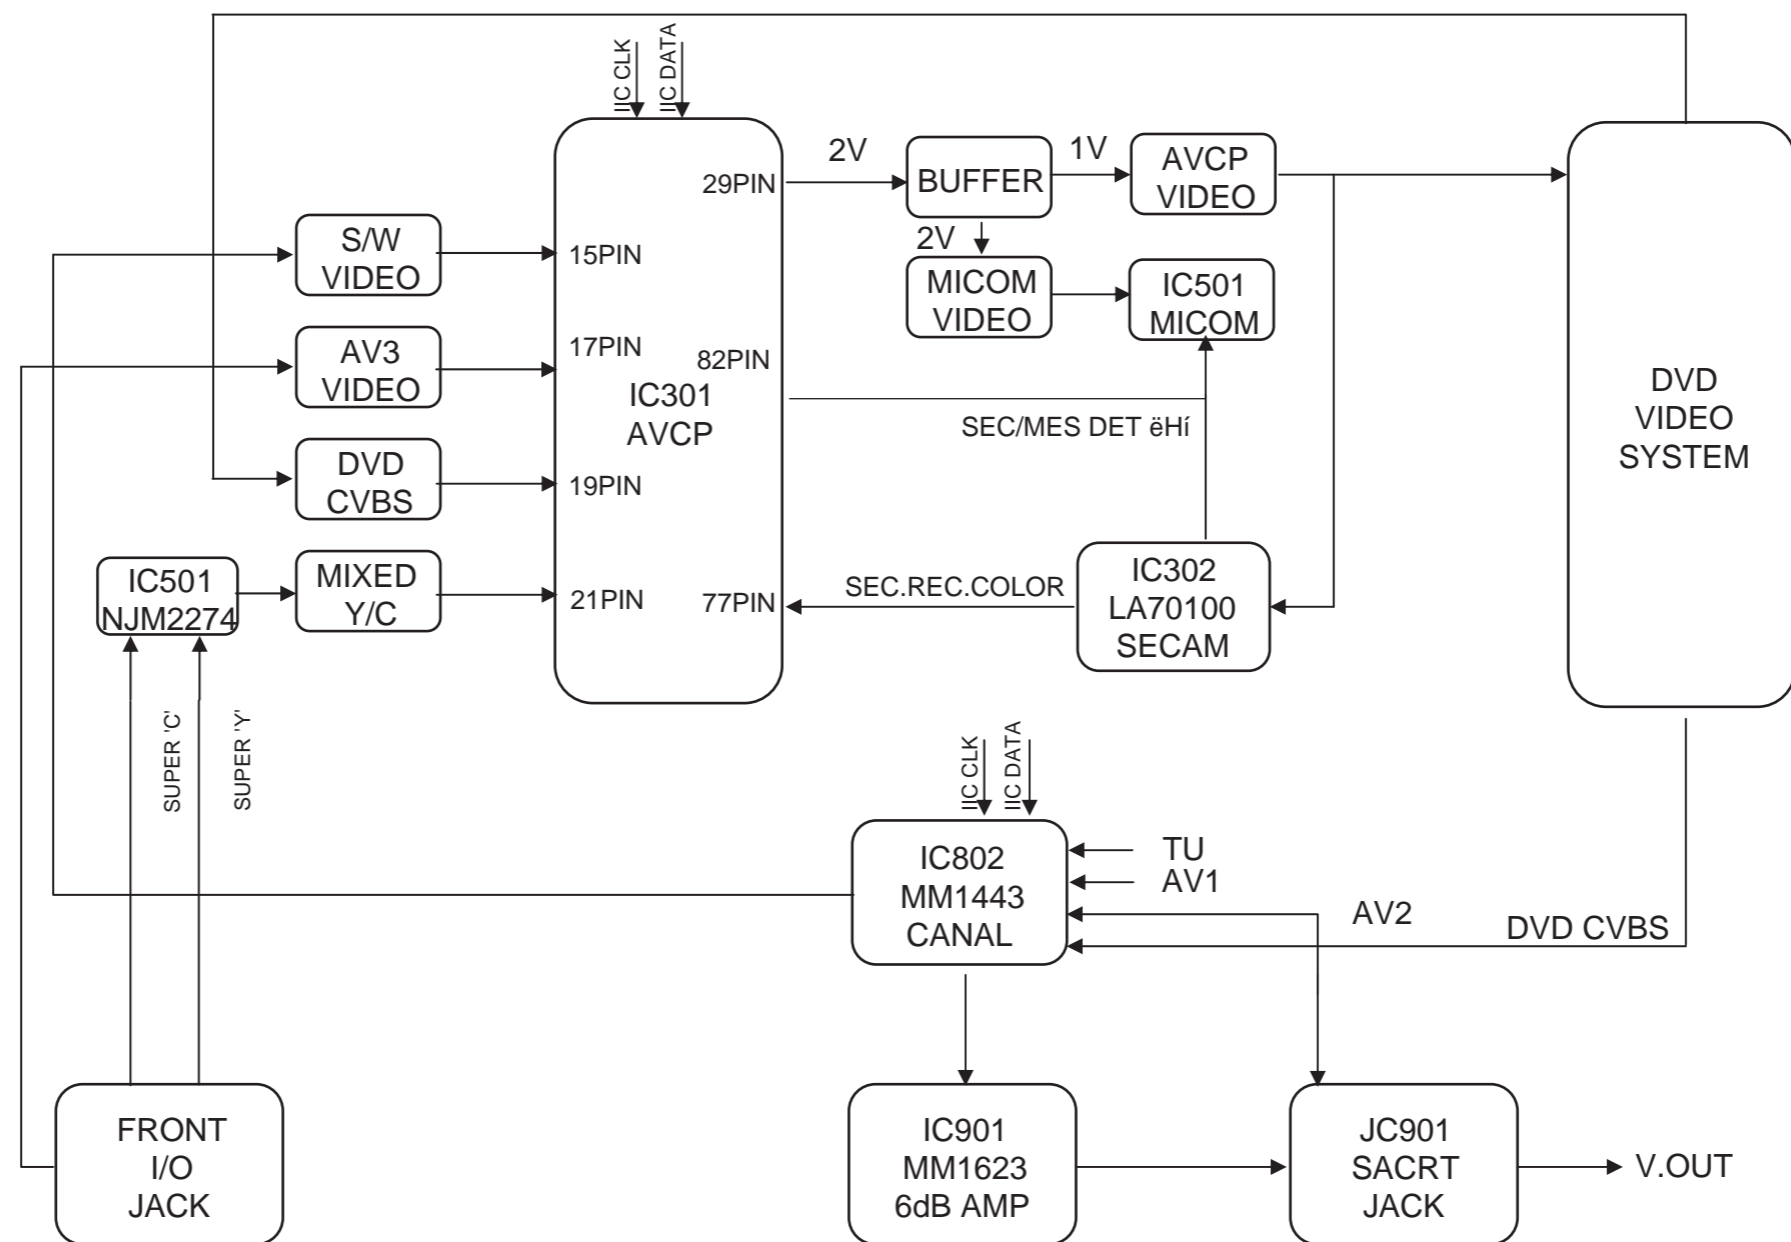 IIC CLK
IIC DATA
2V
BUFFER
1V
AVCP
VIDEO
29PIN
S/W
VIDEO
15PIN
2V
MICOM
VIDEO
IC501
MICOM
AV3
VIDEO
17PIN
82PIN
IC301
AVCP
SEC/MES DET ëHí
DVD
VIDEO
SYSTEM
DVD
CVBS
19PIN
IC501
NJM2274
MIXED
Y/C
21PIN
77PIN
SEC.REC.COLOR
IC302
LA70100
SECAM
SUPER 'C'
SUPER 'Y'
IIC CLK
IIC DATA
IC802
MM1443
CANAL
TU
AV1
AV2
DVD CVBS
FRONT
I/O
JACK
IC901
MM1623
6dB AMP
JC901
SACRT
JACK
V.OUT